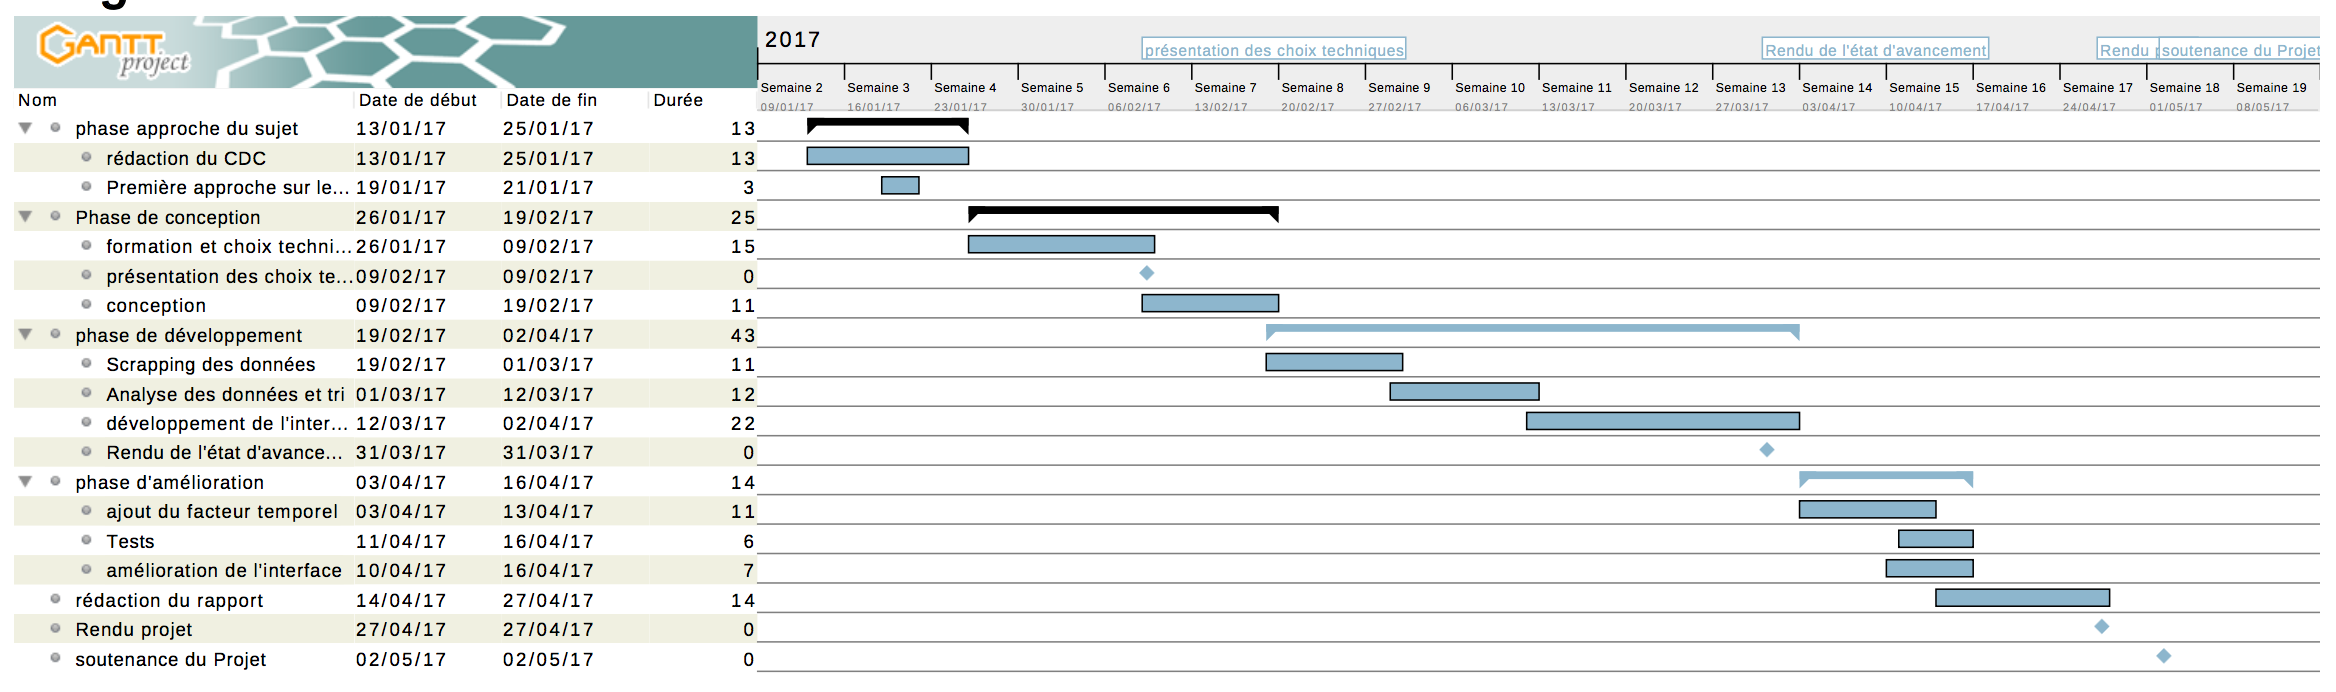 GANTT
project
2017
présentation des choix techniques Rendu de l'état d'avancement Rendu soutenance du Projet
Semaine 2 Semaine 3 Semaine 4 Semaine 5 Semaine 6 Semaine 7 Semaine 8 Semaine 9 Semaine 10 Semaine 11 Semaine 12 Semaine 13 Semaine 14 Semaine 15 Semaine 16 Semaine 17 Semaine 18 Semaine 19
09/01/17 16/01/17 23/01/17 30/01/17 06/02/17 13/02/17 20/02/17 27/02/17 06/03/17 13/03/17 20/03/17 27/03/17 03/04/17 10/04/17 17/04/17 24/04/17 01/05/17 08/05/17
Nom Date de début Date de fin Durée
phase approche du sujet 13/01/17 25/01/17 13
rédaction du CDC 13/01/17 25/01/17 13
Première approche sur le... 19/01/17 21/01/17 3
Phase de conception 26/01/17 19/02/17 25
formation et choix techni... 26/01/17 09/02/17 15
présentation des choix te... 09/02/17 09/02/17 0
conception 09/02/17 19/02/17 11
phase de développement 19/02/17 02/04/17 43
Scrapping des données 19/02/17 01/03/17 11
Analyse des données et tri 01/03/17 12/03/17 12
développement de l'inter... 12/03/17 02/04/17 22
Rendu de l'état d'avance... 31/03/17 31/03/17 0
phase d'amélioration 03/04/17 16/04/17 14
ajout du facteur temporel 03/04/17 13/04/17 11
Tests 11/04/17 16/04/17 6
amélioration de l'interface 10/04/17 16/04/17 7
rédaction du rapport 14/04/17 27/04/17 14
Rendu projet 27/04/17 27/04/17 0
soutenance du Projet 02/05/17 02/05/17 0